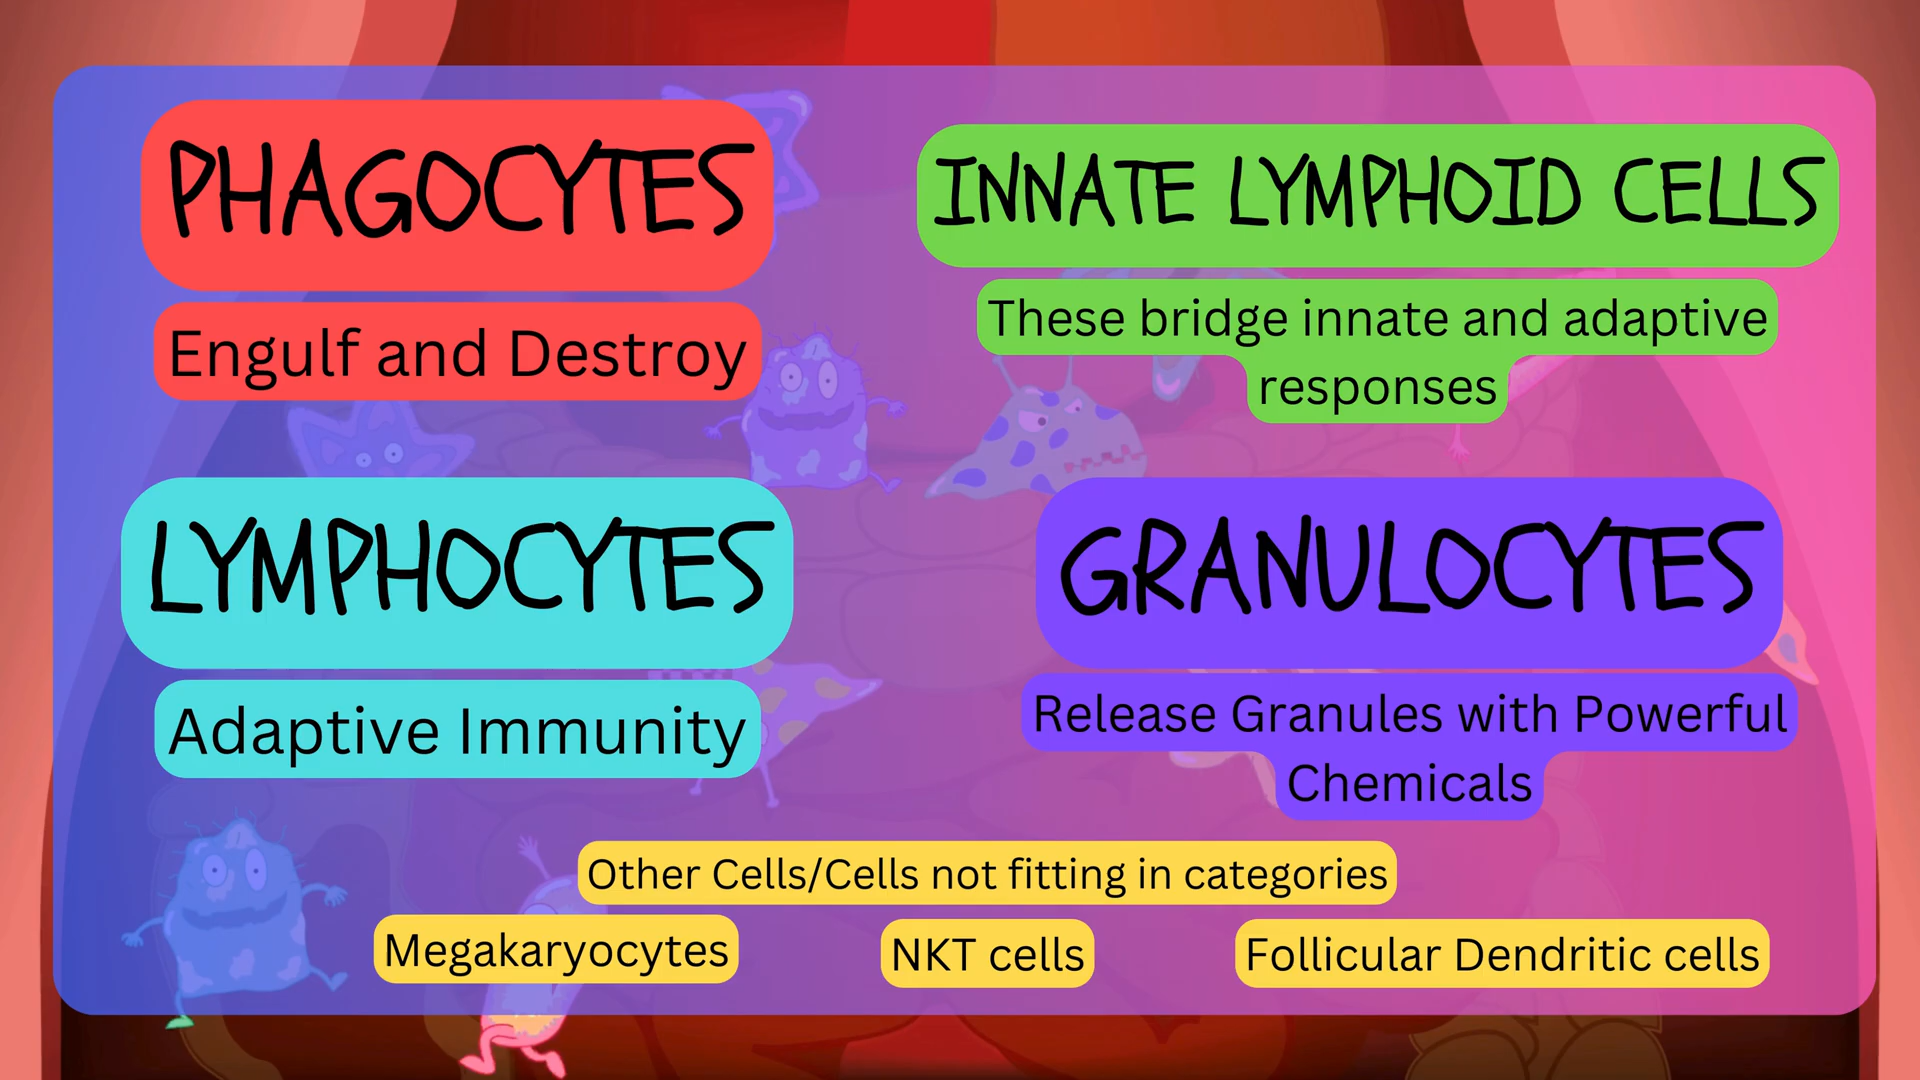 PHAGOCYTES
Engulf and Destroy
INNATE LYMPHOID CELLS
These bridge innate and adaptive
responses
LYMPHOCYTES
Adaptive Immunity
GRANULOCYTES
Release Granules with Powerful
Chemicals
Other Cells/Cells not fitting in categories
Megakaryocytes
NKT cells
Follicular Dendritic cells